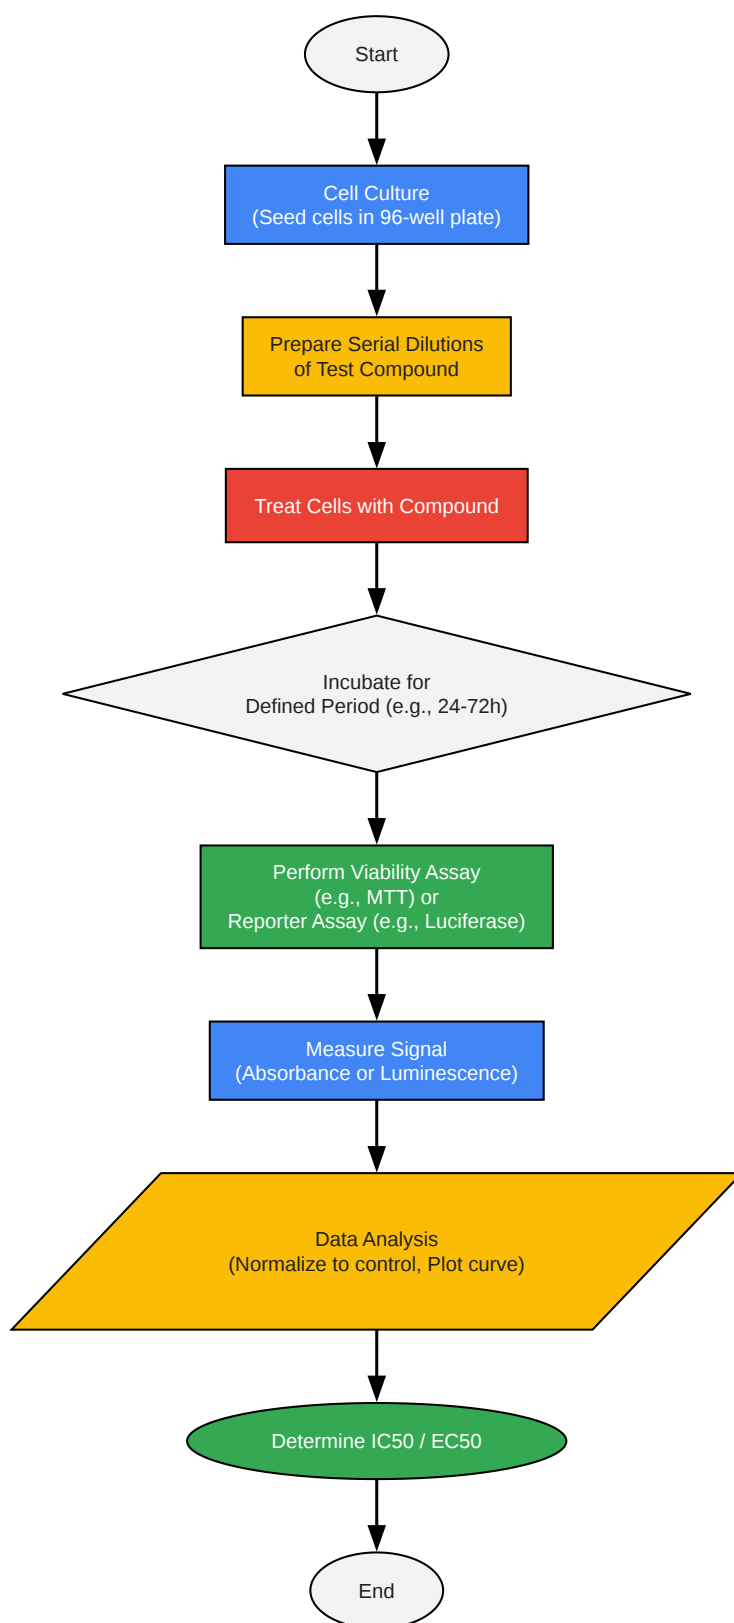 Start
Cell Culture
(Seed cells in 96-well plate)
Prepare Serial Dilutions
of Test Compound
Treat Cells with Compound
Incubate for
Defined Period (e.g., 24-72h)
Perform Viability Assay
(e.g., MTT) or
Reporter Assay (e.g., Luciferase)
Measure Signal
(Absorbance or Luminescence)
Data Analysis
(Normalize to control, Plot curve)
Determine IC50 / EC50
End